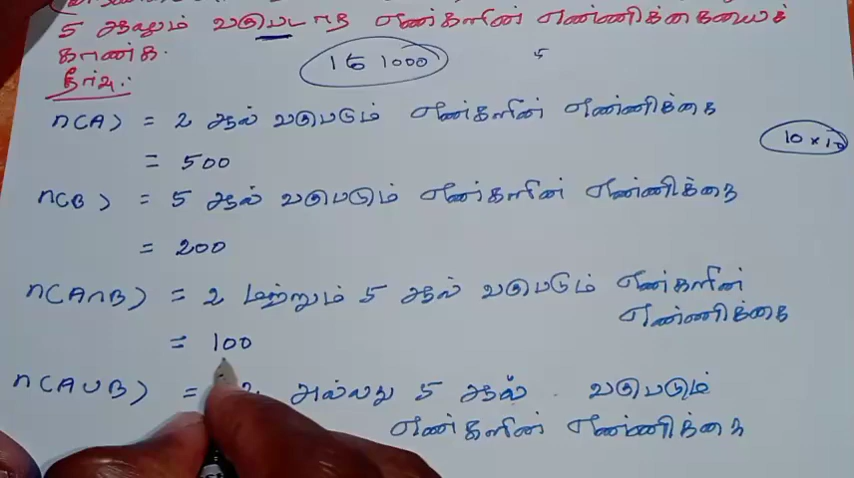 5 ஆலும் வகுபடாத எண்களின் எண்ணிக்கையைக்
காண்க.
1 to 1000
5
தீர்வு:
n(A) = 2 ஆல் வகுபடும் எண்களின் எண்ணிக்கை
= 500
10 x 10
n(B) = 5 ஆல் வகுபடும் எண்களின் எண்ணிக்கை
= 200
n(A∩B) = 2 மற்றும் 5 ஆல் வகுபடும் எண்களின்
எண்ணிக்கை
= 100
n(A∪B) = 2 அல்லது 5 ஆல் வகுபடும்
எண்களின் எண்ணிக்கை